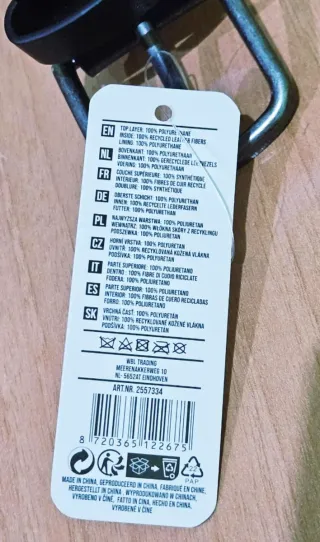 EN TOP LAYER: 100% POLYURETHANE
INSIDE: 100% RECYCLED LEATHER FIBERS
LINING: 100% POLYURETHANE
NL BOVENKANT: 100% POLYURETHAAN
BINNENKANT: 100% GERECYCLEDE LEERVEZELS
VOERING: 100% POLYURETHAAN
FR COUCHE SUPÉRIEURE: 100% SYNTHÉTIQUE
INTÉRIEUR: 100% FIBRES DE CUIR RECYCLÉ
DOUBLURE: 100% SYNTHÉTIQUE
DE OBERSTE SCHICHT: 100% POLYURETHAN
INNEN: 100% RECYCELTE LEDERFASERN
FUTTER: 100% POLYURETHAN
PL NAJWYŻSZA WARSTWA: 100% POLIURETAN
WEWNĄTRZ: 100% WŁÓKNA SKÓRY Z RECYKLINGU
PODSZEWKA: 100% POLIURETAN
CZ HORNÍ VRSTVA: 100% POLYURETAN
UVNITŘ: 100% RECYKLOVANÁ KOŽENÁ VLÁKNA
PODŠÍVKA: 100% POLYURETAN
IT PARTE SUPERIORE: 100% POLIURETANO
DENTRO: 100% FIBRE DI CUOIO RICICLATE
FODERA: 100% POLIURETANO
ES PARTE SUPERIOR: 100% POLIURETANO
INTERIOR: 100% FIBRAS DE CUERO RECICLADAS
FORRO: 100% POLIURETANO
SK VRCHNÁ ČASŤ: 100% POLYURETÁN
VNÚTRI: 100% RECYKLOVANÉ KOŽENÉ VLÁKNA
PODŠÍVKA: 100% POLYURETÁN
WBL TRADING
MEERENAKKERWEG 10
NL- 5652AT EINDHOVEN
ART.NR. 2557334
8 720365 122675
PAP
MADE IN CHINA, GEPRODUCEERD IN CHINA, FABRIQUÉ EN CHINE,
HERGESTELLT IN CHINA, WYPRODUKOWANO W CHINACH,
VYROBENO V ČÍNĚ, FATTO IN CINA, HECHO EN CHINA,
VYROBENÉ V ČÍNE